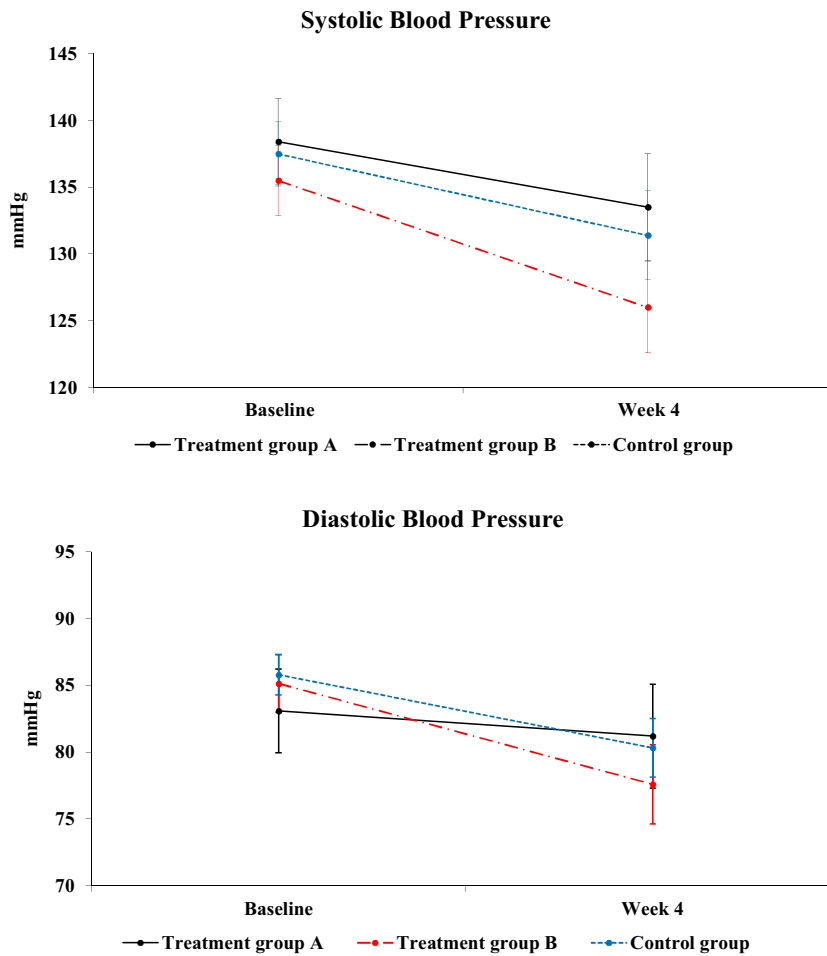 Systolic Blood Pressure
145
140
135
130
125
120
mmHg
Baseline Week 4
Treatment group A Treatment group B Control group
Diastolic Blood Pressure
95
90
85
80
75
70
mmHg
Baseline Week 4
Treatment group A Treatment group B Control group